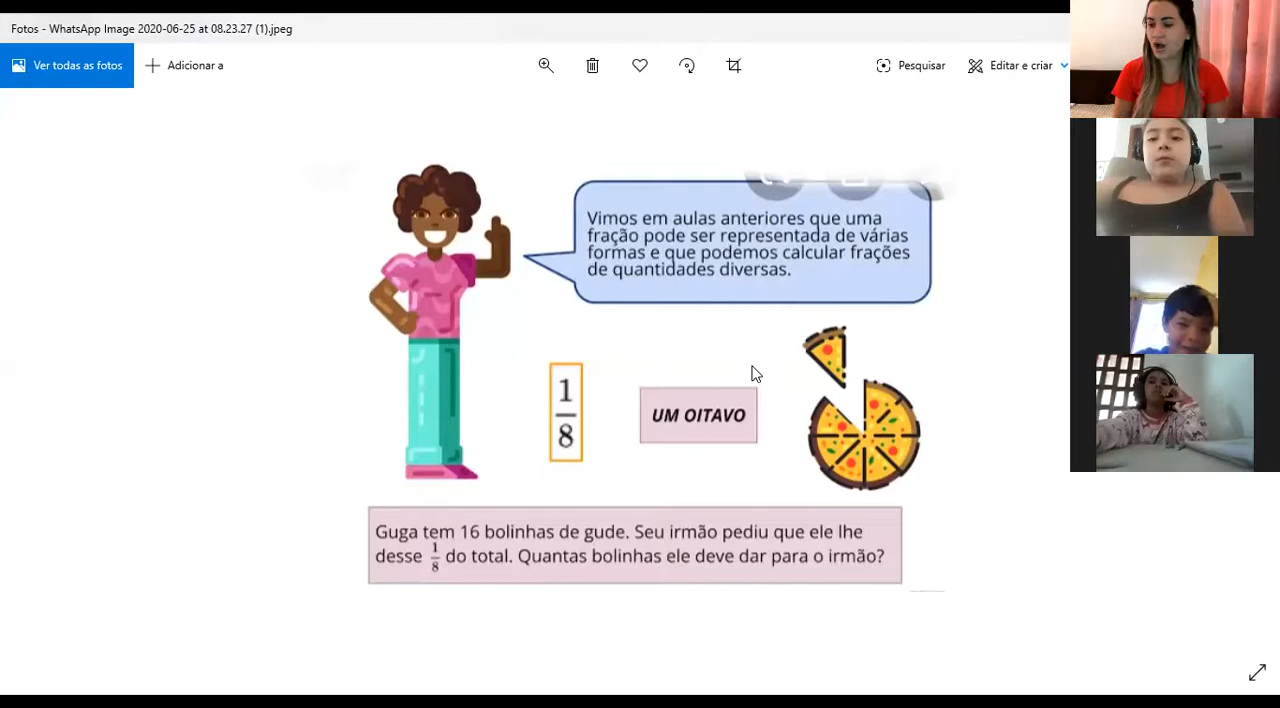 Fotos - WhatsApp Image 2020-06-25 at 08.23.27 (1).jpeg
Ver todas as fotos
Adicionar a
Pesquisar
Editar e criar
Vimos em aulas anteriores que uma
fração pode ser representada de várias
formas e que podemos calcular frações
de quantidades diversas.
1
8
UM OITAVO
Guga tem 16 bolinhas de gude. Seu irmão pediu que ele lhe
desse 1/8 do total. Quantas bolinhas ele deve dar para o irmão?